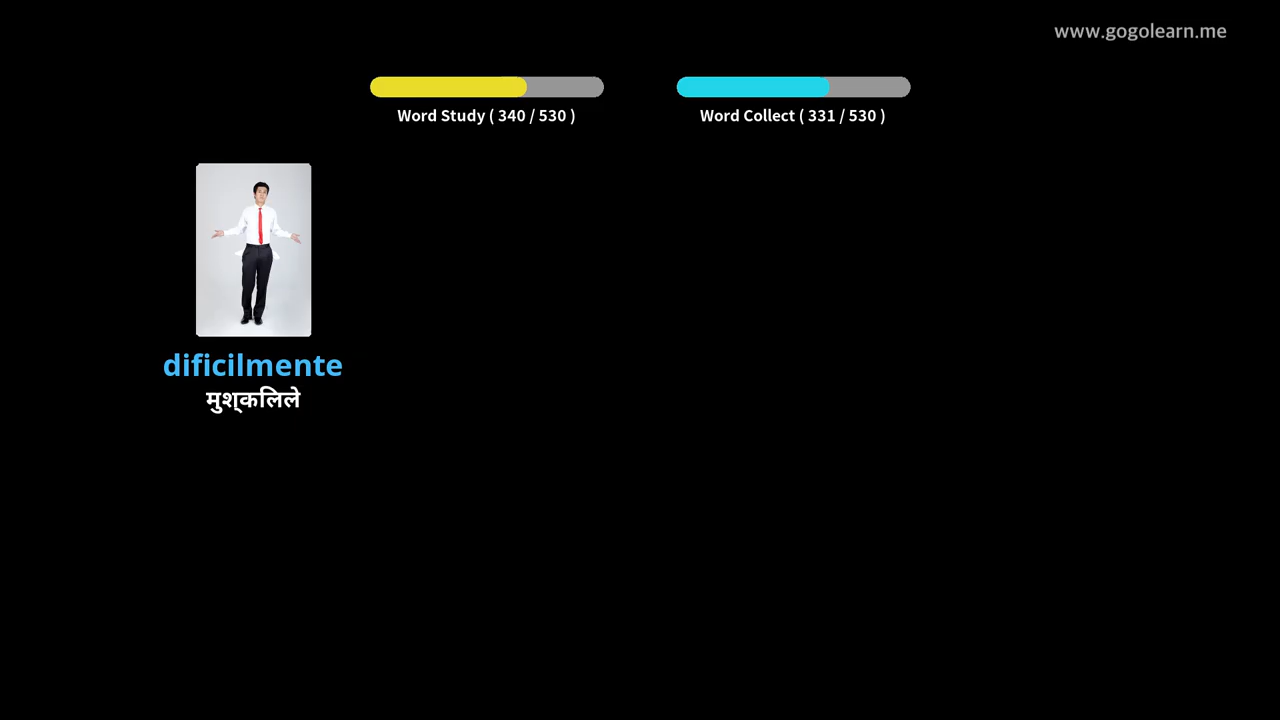 www.gogolearn.me
Word Study ( 340 / 530 )
Word Collect ( 331 / 530 )
dificilmente
मुश्कलिले